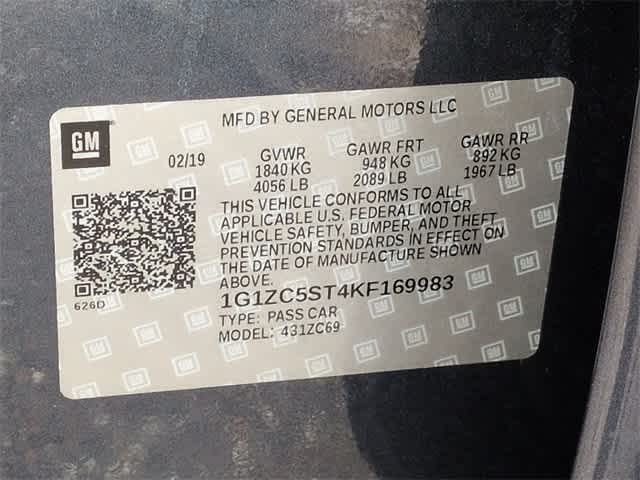 MFD BY GENERAL MOTORS LLC
GM
02/19 GVWR GAWR FRT GAWR RR
1840 KG 948 KG 892 KG
4056 LB 2089 LB 1967 LB
THIS VEHICLE CONFORMS TO ALL
APPLICABLE U.S. FEDERAL MOTOR
VEHICLE SAFETY, BUMPER, AND THEFT
PREVENTION STANDARDS IN EFFECT ON
THE DATE OF MANUFACTURE SHOWN
ABOVE.
626D
1G1ZC5ST4KF169983
TYPE: PASS CAR
MODEL: 431ZC69